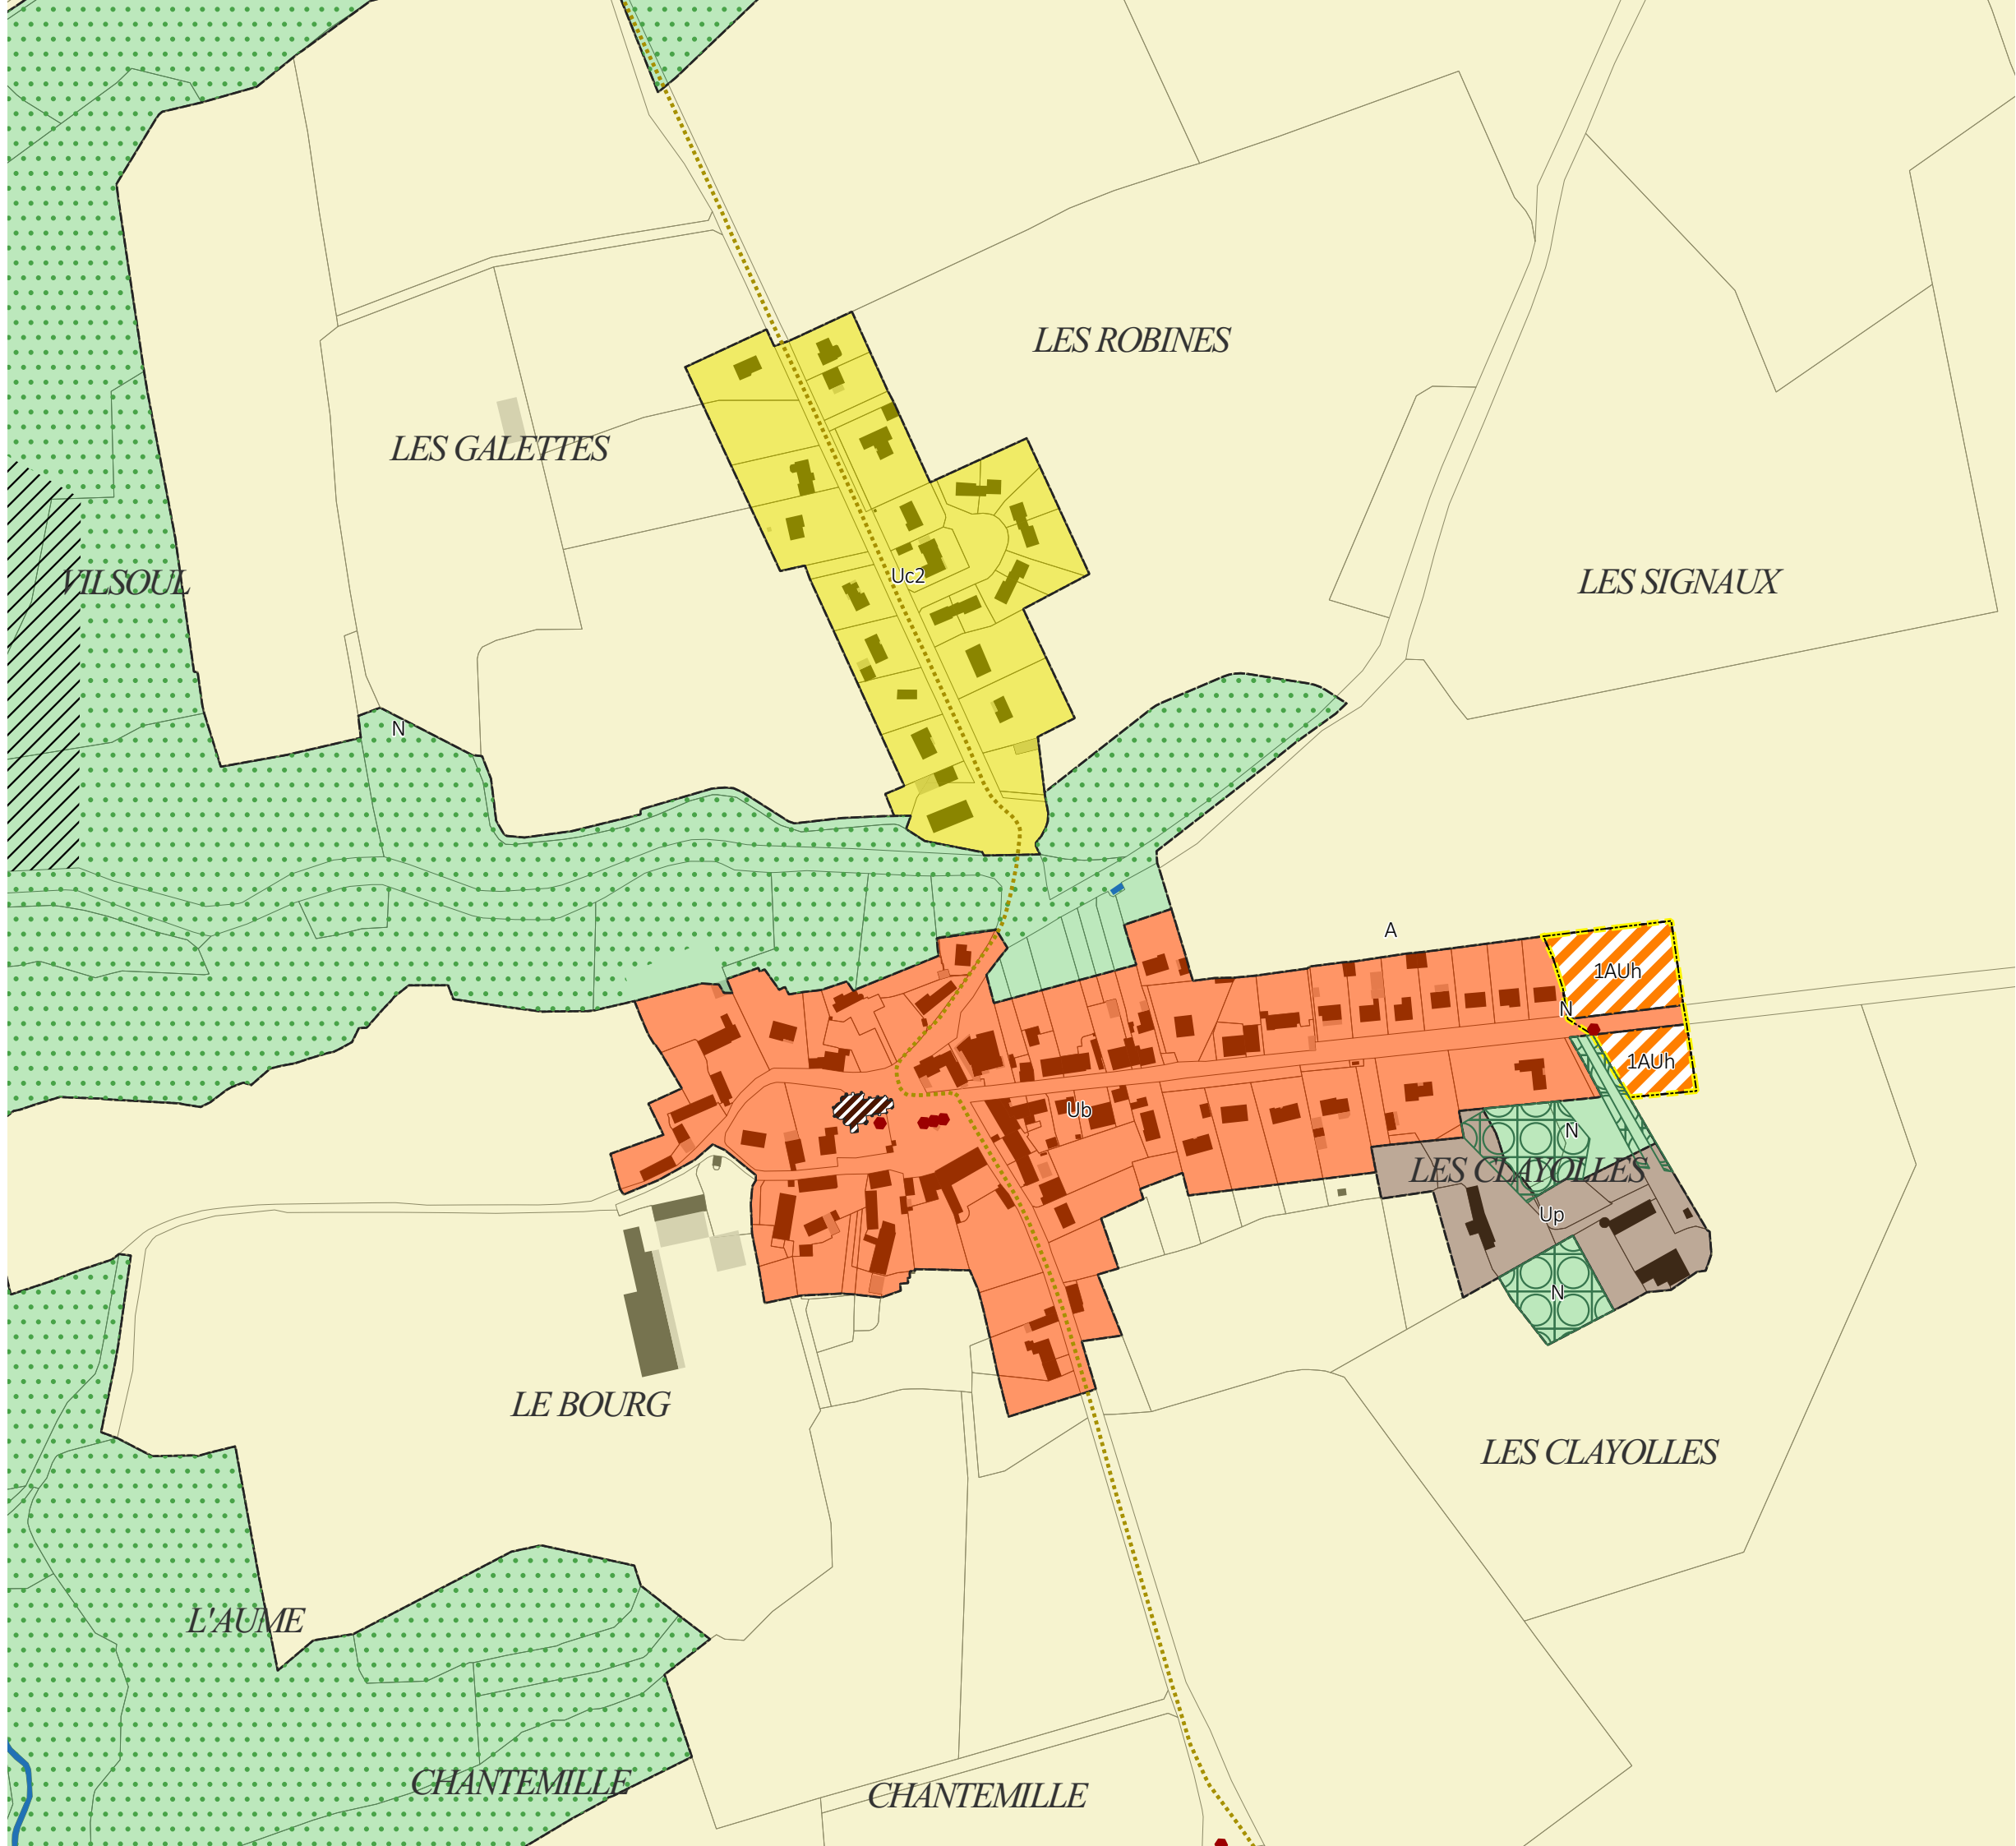 LES ROBINES
LES GALETTES
Uc2
VILSOUL
LES SIGNAUX
N
A
1AUh
N
1AUh
Ub
N
LES CLAYOLLES
Up
N
LE BOURG
LES CLAYOLLES
L'AUME
CHANTEMILLE
CHANTEMILLE